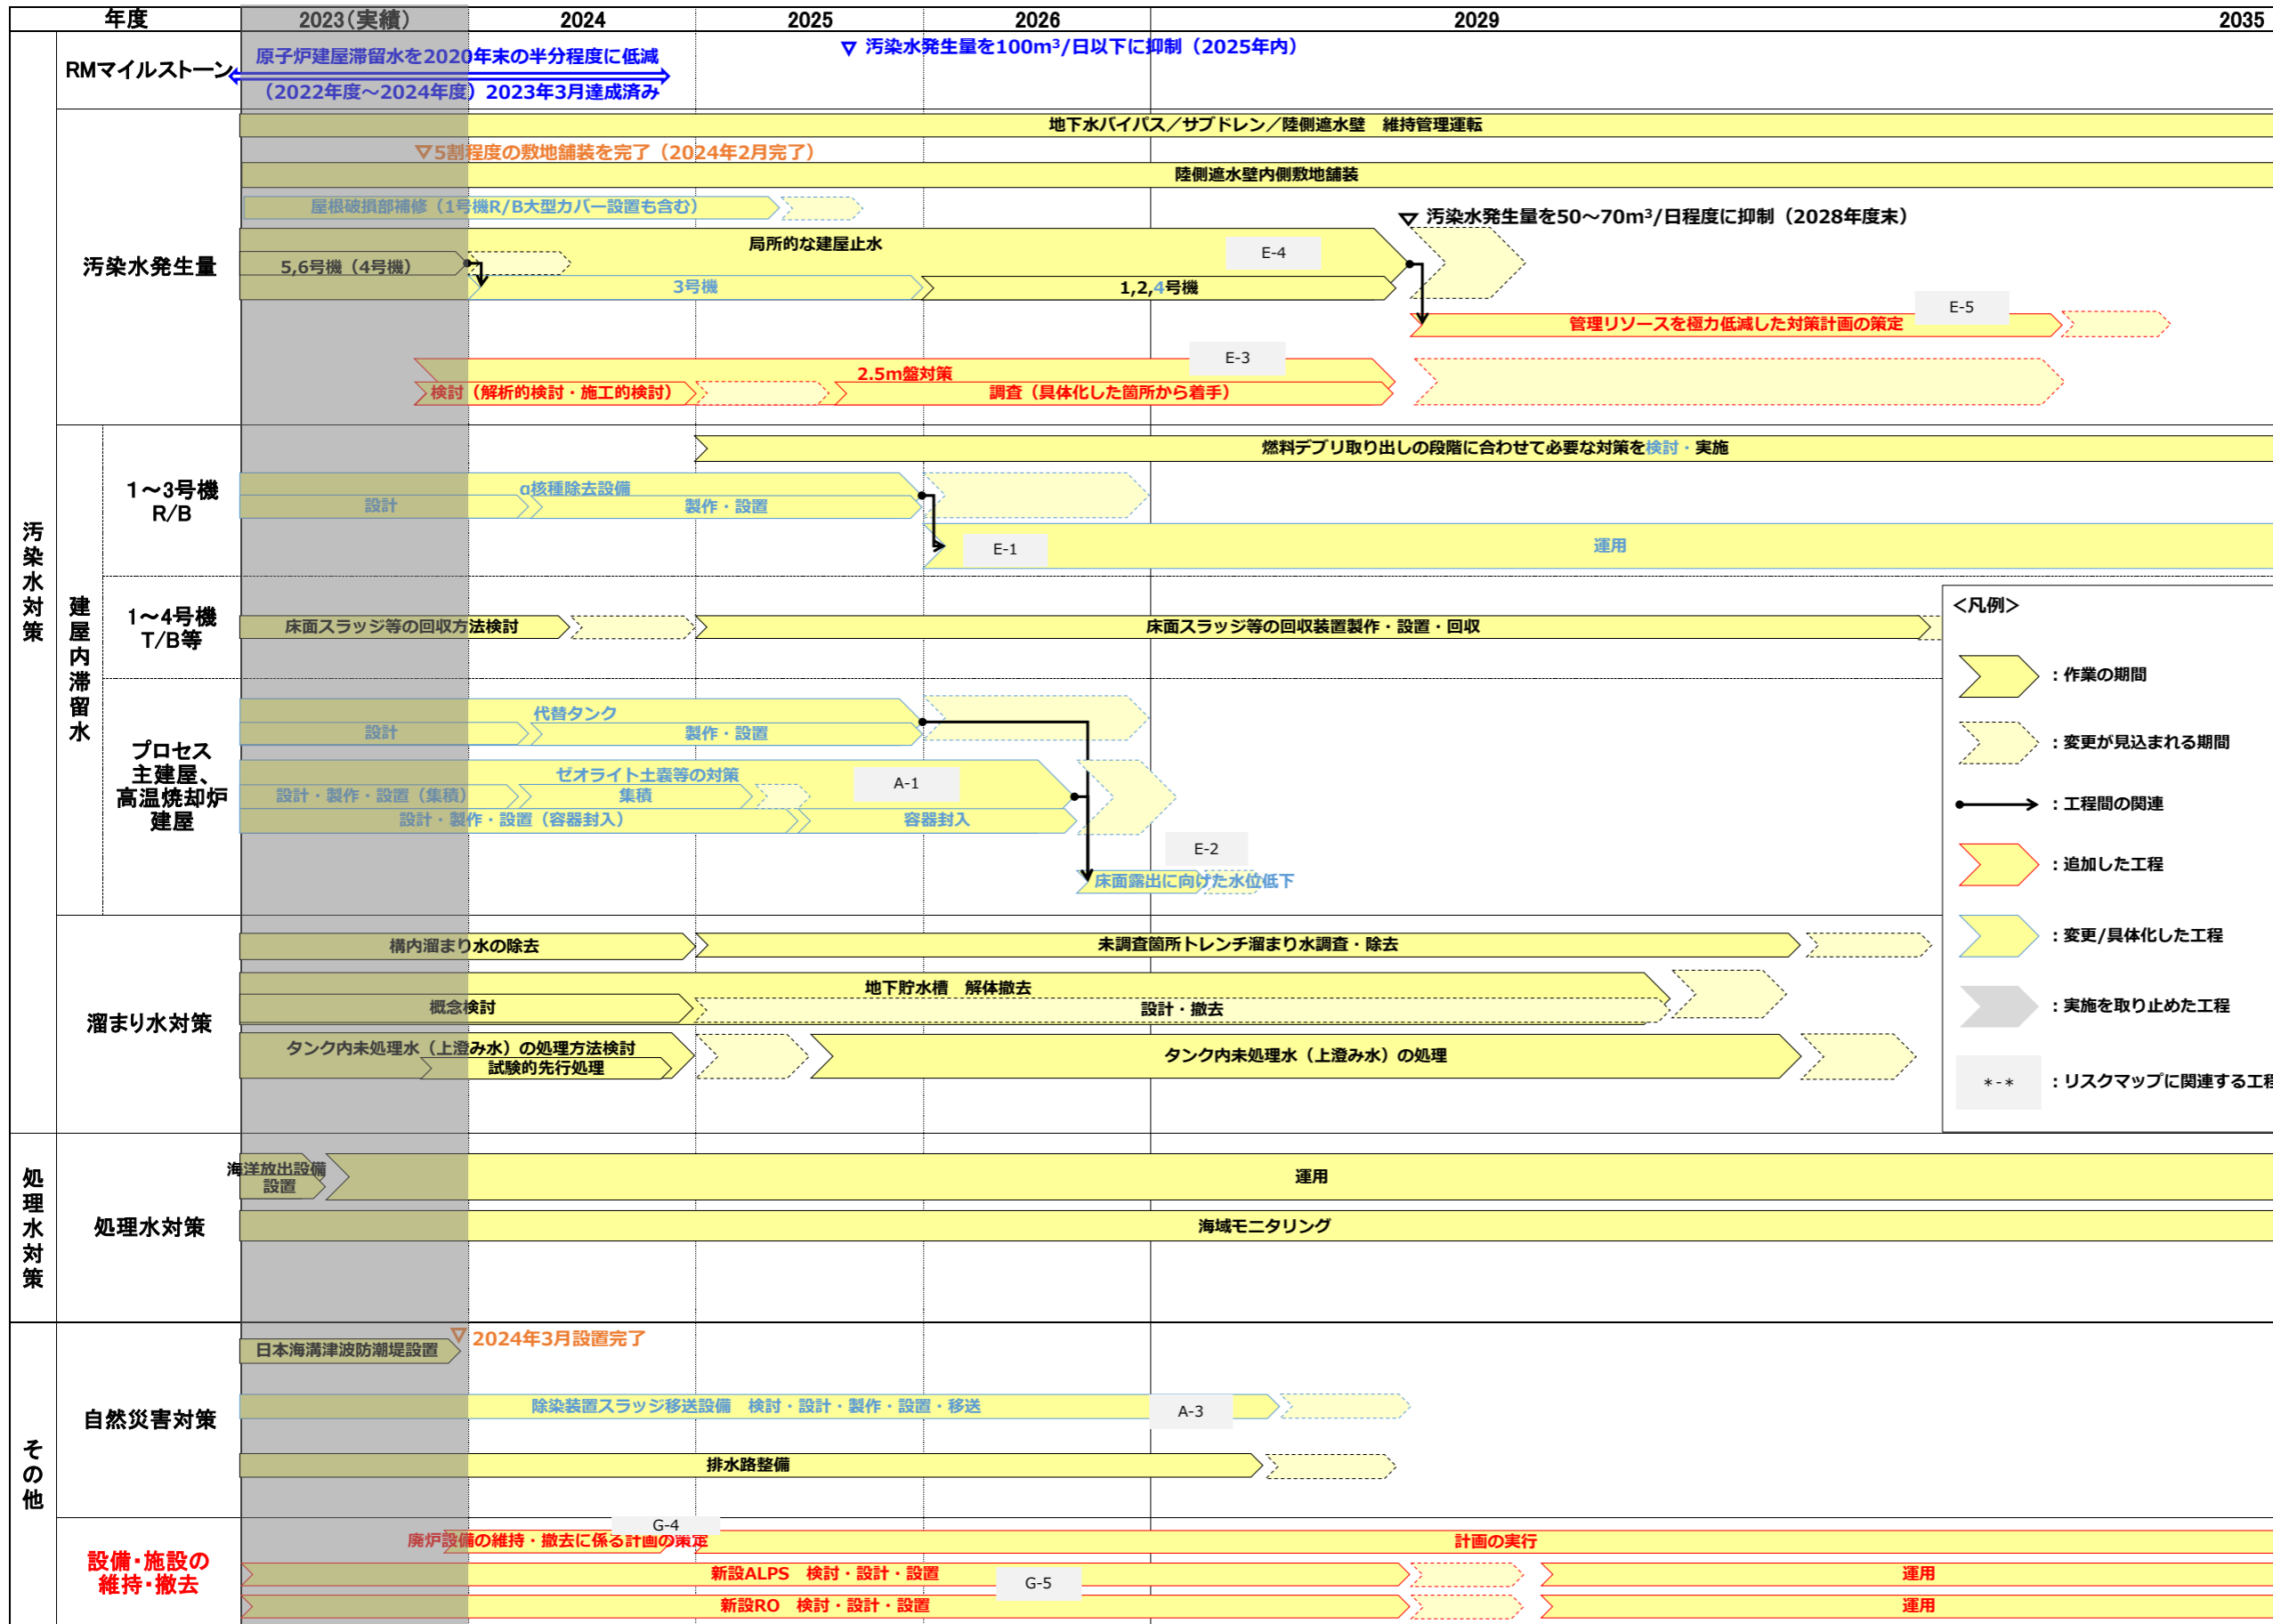 年度 2023(実績) 2024 2025 2026 2029 2035
RMマイルストーン
原子炉建屋滞留水を2020年末の半分程度に低減
（2022年度～2024年度）2023年3月達成済み
▽ 汚染水発生量を100m³/日以下に抑制（2025年内）
汚染水対策
汚染水発生量
地下水バイパス／サブドレン／陸側遮水壁　維持管理運転
▽5割程度の敷地舗装を完了（2024年2月完了）
陸側遮水壁内側敷地舗装
屋根破損部補修（1号機R/B大型カバー設置も含む）
▽ 汚染水発生量を50～70m³/日程度に抑制（2028年度末）
局所的な建屋止水
E-4
5,6号機（4号機）
3号機
1,2,4号機
管理リソースを極力低減した対策計画の策定
E-5
2.5m盤対策
E-3
検討（解析的検討・施工的検討）
調査（具体化した箇所から着手）
建屋内滞留水
1～3号機
R/B
燃料デブリ取り出しの段階に合わせて必要な対策を検討・実施
α核種除去設備
設計
製作・設置
E-1
運用
1～4号機
T/B等
床面スラッジ等の回収方法検討
床面スラッジ等の回収装置製作・設置・回収
プロセス
主建屋、
高温焼却炉
建屋
代替タンク
設計
製作・設置
ゼオライト土嚢等の対策
A-1
設計・製作・設置（集積）
集積
設計・製作・設置（容器封入）
容器封入
E-2
床面露出に向けた水位低下
溜まり水対策
構内溜まり水の除去
未調査箇所トレンチ溜まり水調査・除去
地下貯水槽　解体撤去
概念検討
設計・撤去
タンク内未処理水（上澄み水）の処理方法検討
試験的先行処理
タンク内未処理水（上澄み水）の処理
＜凡例＞
：作業の期間
：変更が見込まれる期間
：工程間の関連
：追加した工程
：変更/具体化した工程
：実施を取り止めた工程
＊-＊ ：リスクマップに関連する工程
処理水対策
処理水対策
海洋放出設備
設置
運用
海域モニタリング
その他
自然災害対策
日本海溝津波防潮堤設置
▽ 2024年3月設置完了
除染装置スラッジ移送設備　検討・設計・製作・設置・移送
A-3
排水路整備
設備・施設の
維持・撤去
G-4
廃炉設備の維持・撤去に係る計画の策定
計画の実行
新設ALPS　検討・設計・設置
運用
G-5
新設RO　検討・設計・設置
運用